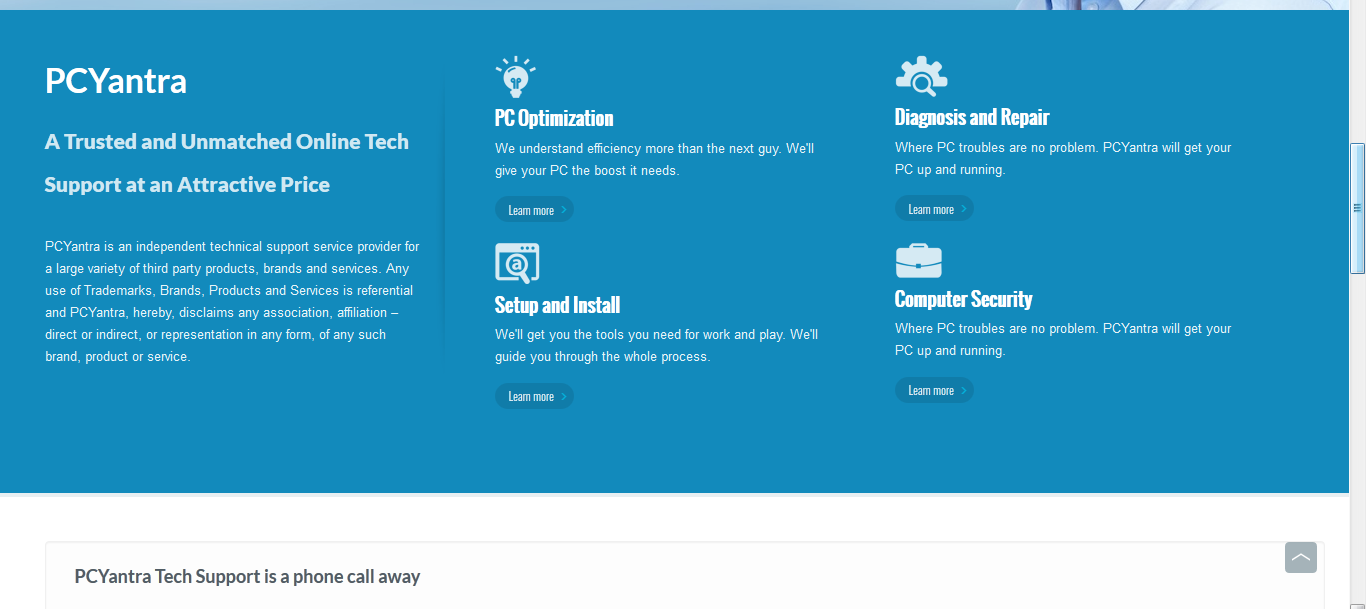 PCYantra
A Trusted and Unmatched Online Tech
Support at an Attractive Price
PCYantra is an independent technical support service provider for
a large variety of third party products, brands and services. Any
use of Trademarks, Brands, Products and Services is referential
and PCYantra, hereby, disclaims any association, affiliation –
direct or indirect, or representation in any form, of any such
brand, product or service.
PC Optimization
We understand efficiency more than the next guy. We'll
give your PC the boost it needs.
Learn more
Diagnosis and Repair
Where PC troubles are no problem. PCYantra will get your
PC up and running.
Learn more
Setup and Install
We'll get you the tools you need for work and play. We'll
guide you through the whole process.
Learn more
Computer Security
Where PC troubles are no problem. PCYantra will get your
PC up and running.
Learn more
PCYantra Tech Support is a phone call away